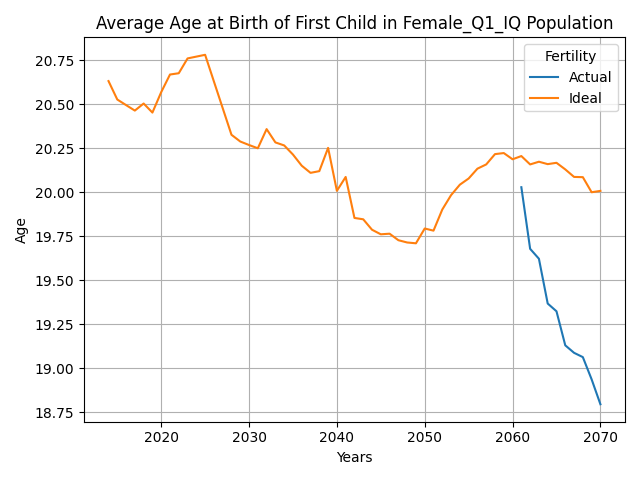 Average Age at Birth of First Child in Female_Q1_IQ Population
Fertility
Actual
Ideal
Age
20.75
20.50
20.25
20.00
19.75
19.50
19.25
19.00
18.75
2020 2030 2040 2050 2060 2070
Years